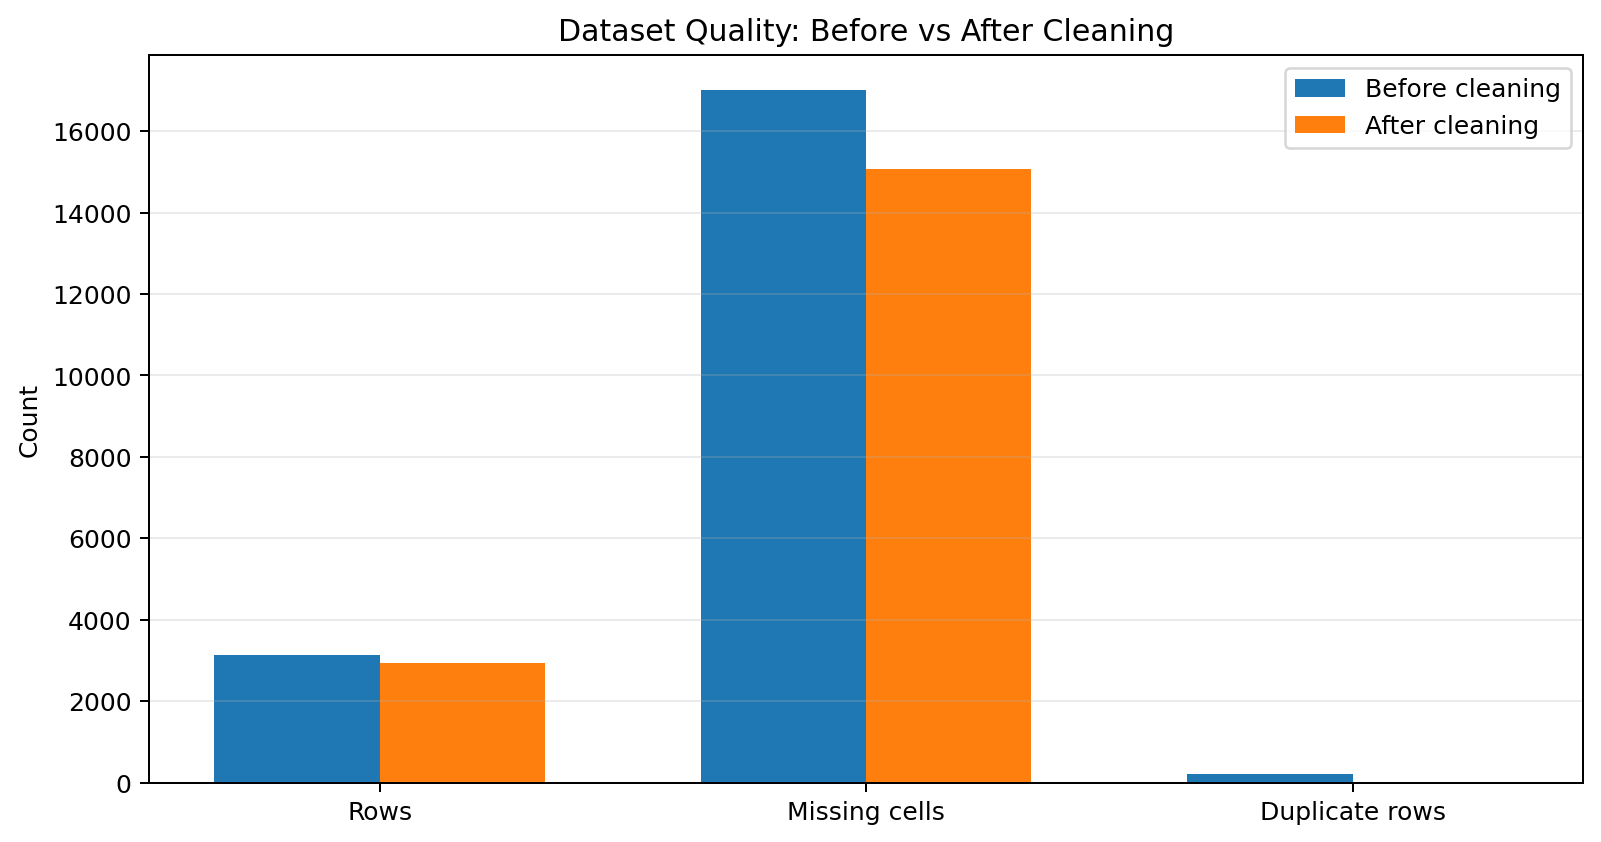 Dataset Quality: Before vs After Cleaning
Before cleaning
After cleaning
16000
14000
12000
10000
8000
6000
4000
2000
0
Count
Rows
Missing cells
Duplicate rows